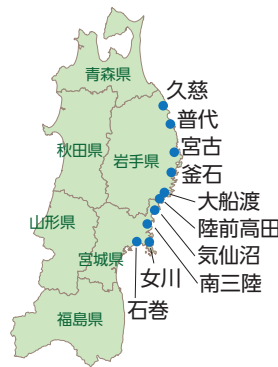 青森県
久慈
普代
秋田県
岩手県
宮古
釜石
大船渡
陸前高田
気仙沼
南三陸
山形県
宮城県
女川
石巻
福島県